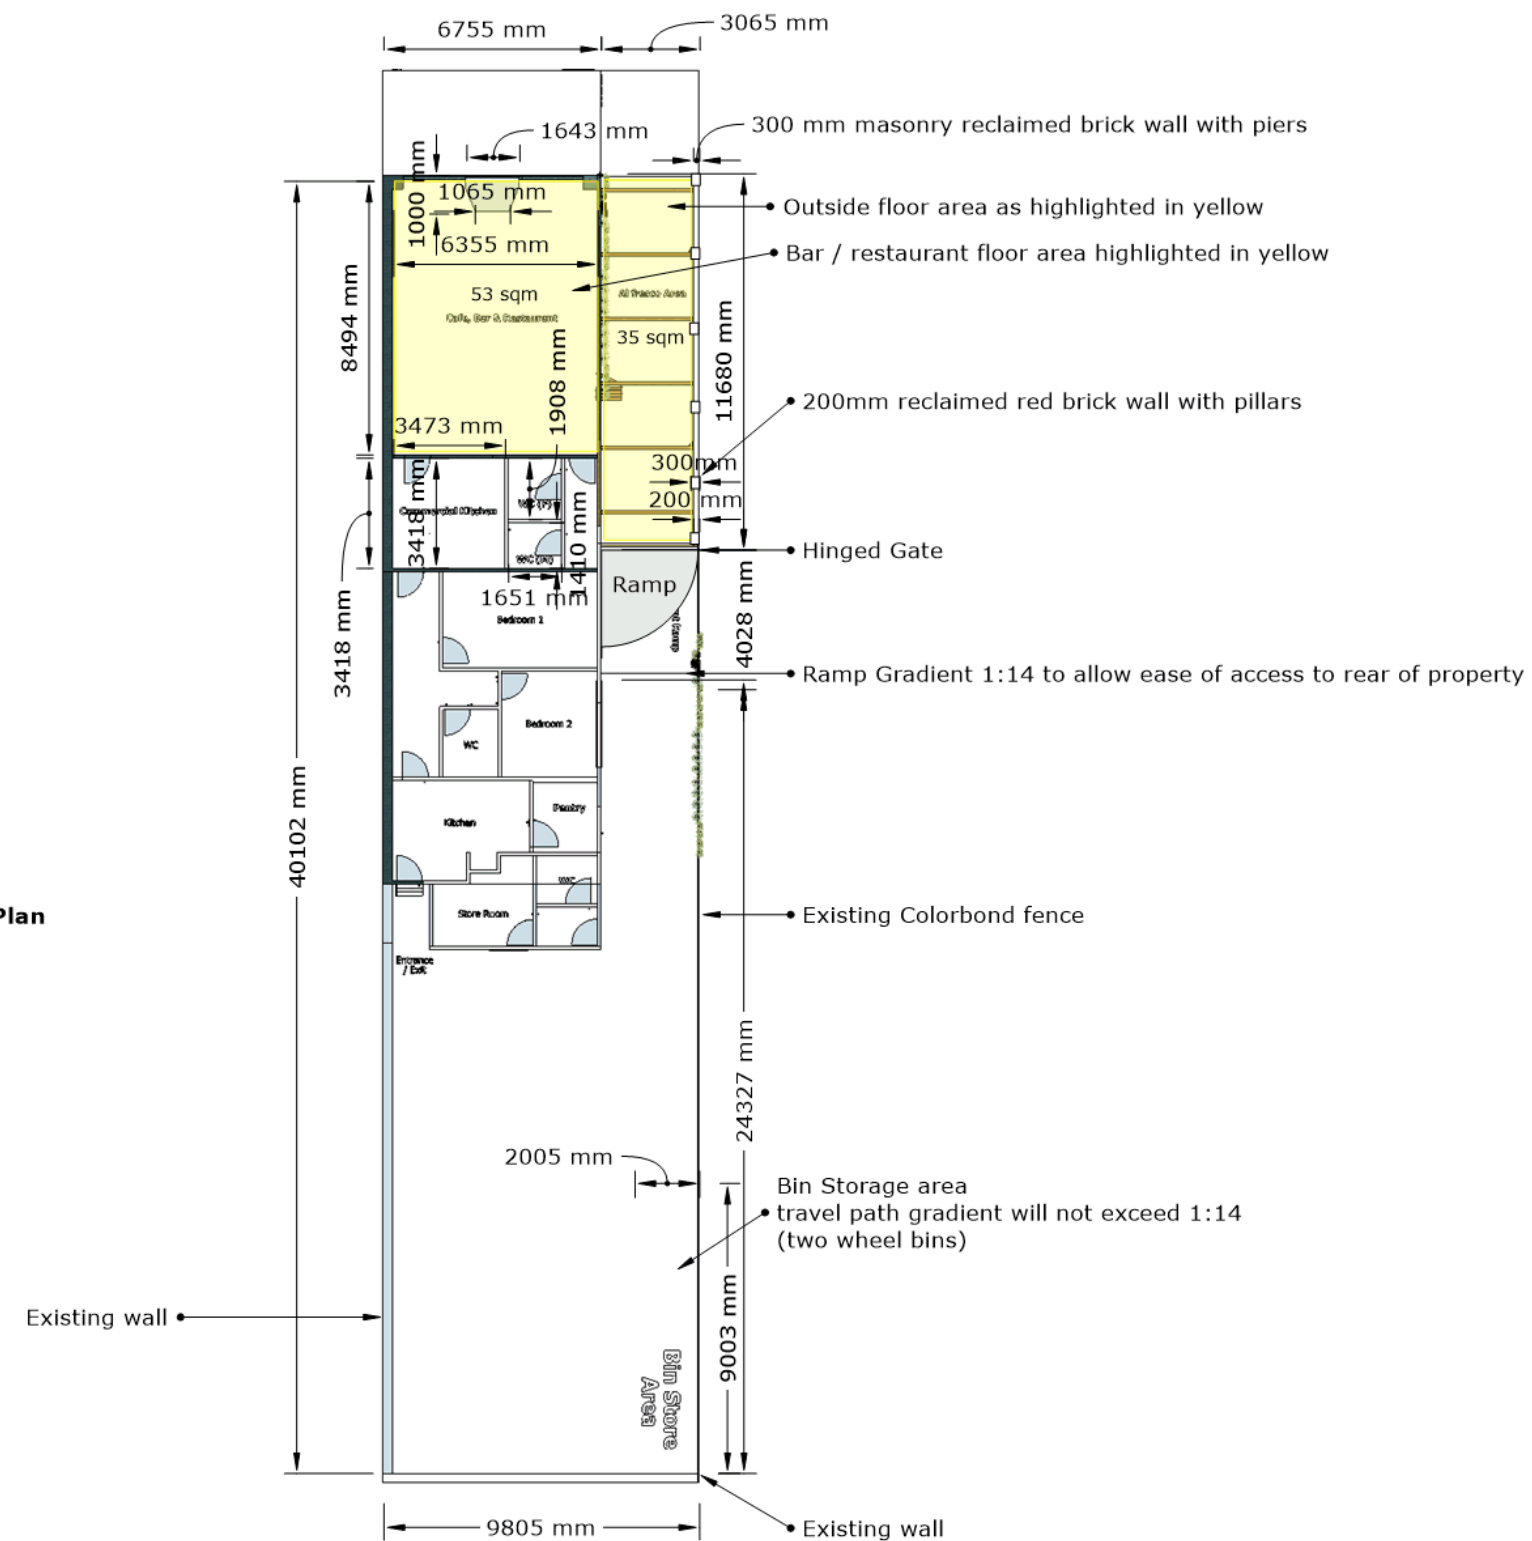 6755 mm
3065 mm
1643 mm
300 mm masonry reclaimed brick wall with piers
1000 mm
1065 mm
Outside floor area as highlighted in yellow
6355 mm
Bar / restaurant floor area highlighted in yellow
53 sqm
Al fresco Area
Cafe, Bar & Restaurant
8494 mm
35 sqm
11680 mm
1908 mm
200mm reclaimed red brick wall with pillars
3473 mm
300mm
200 mm
3418 mm
Commercial Kitchen
WC (F)
1410 mm
Hinged Gate
WC (M)
Ramp
1651 mm
Bedroom 1
4028 mm
3418 mm
Ramp Gradient 1:14 to allow ease of access to rear of property
Bedroom 2
WC
40102 mm
Pantry
Kitchen
WC
Store Room
Plan
Existing Colorbond fence
Entrance
/ Exit
24327 mm
2005 mm
Bin Storage area
travel path gradient will not exceed 1:14
(two wheel bins)
9003 mm
Existing wall
Bin Store
Area
9805 mm
Existing wall